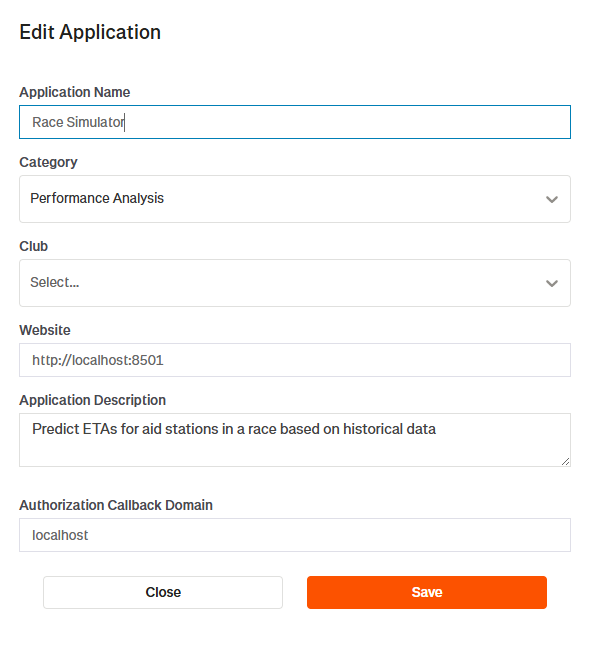 Edit Application
Application Name
Race Simulator
Category
Performance Analysis
Club
Select...
Website
http://localhost:8501
Application Description
Predict ETAs for aid stations in a race based on historical data
Authorization Callback Domain
localhost
Close
Save